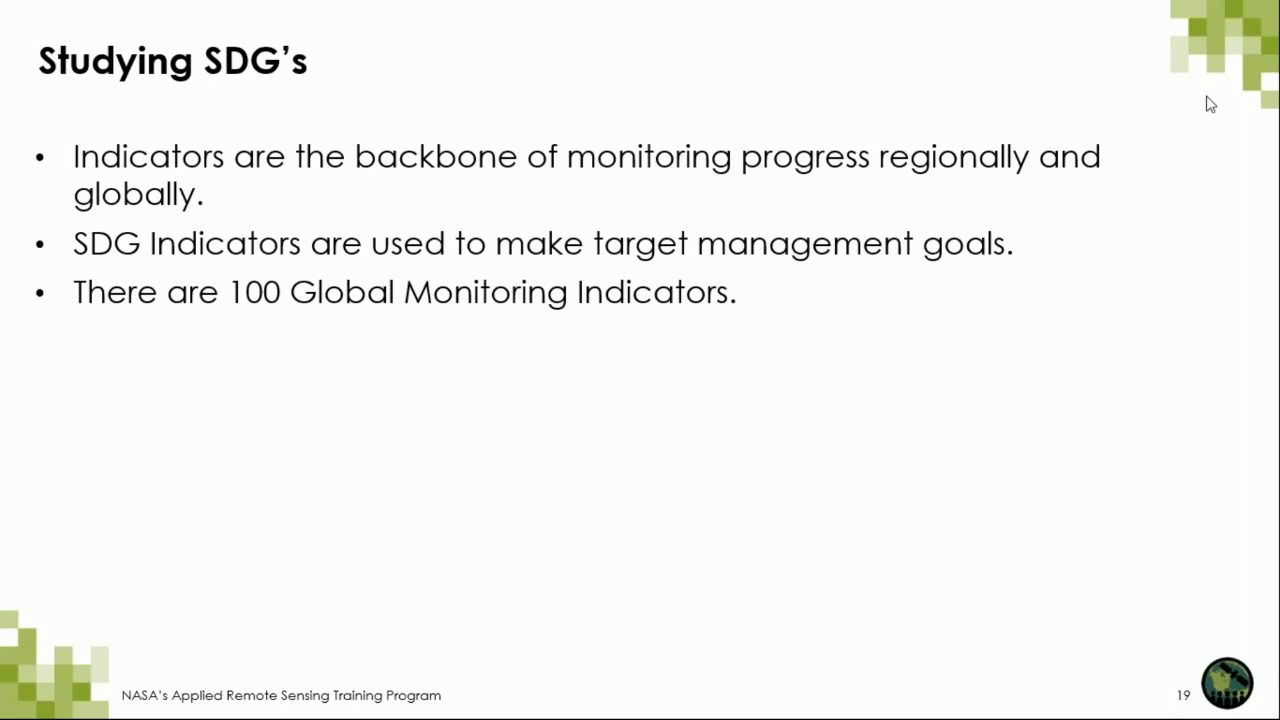 Studying SDG’s
• Indicators are the backbone of monitoring progress regionally and
globally.
• SDG Indicators are used to make target management goals.
• There are 100 Global Monitoring Indicators.
NASA’s Applied Remote Sensing Training Program
19